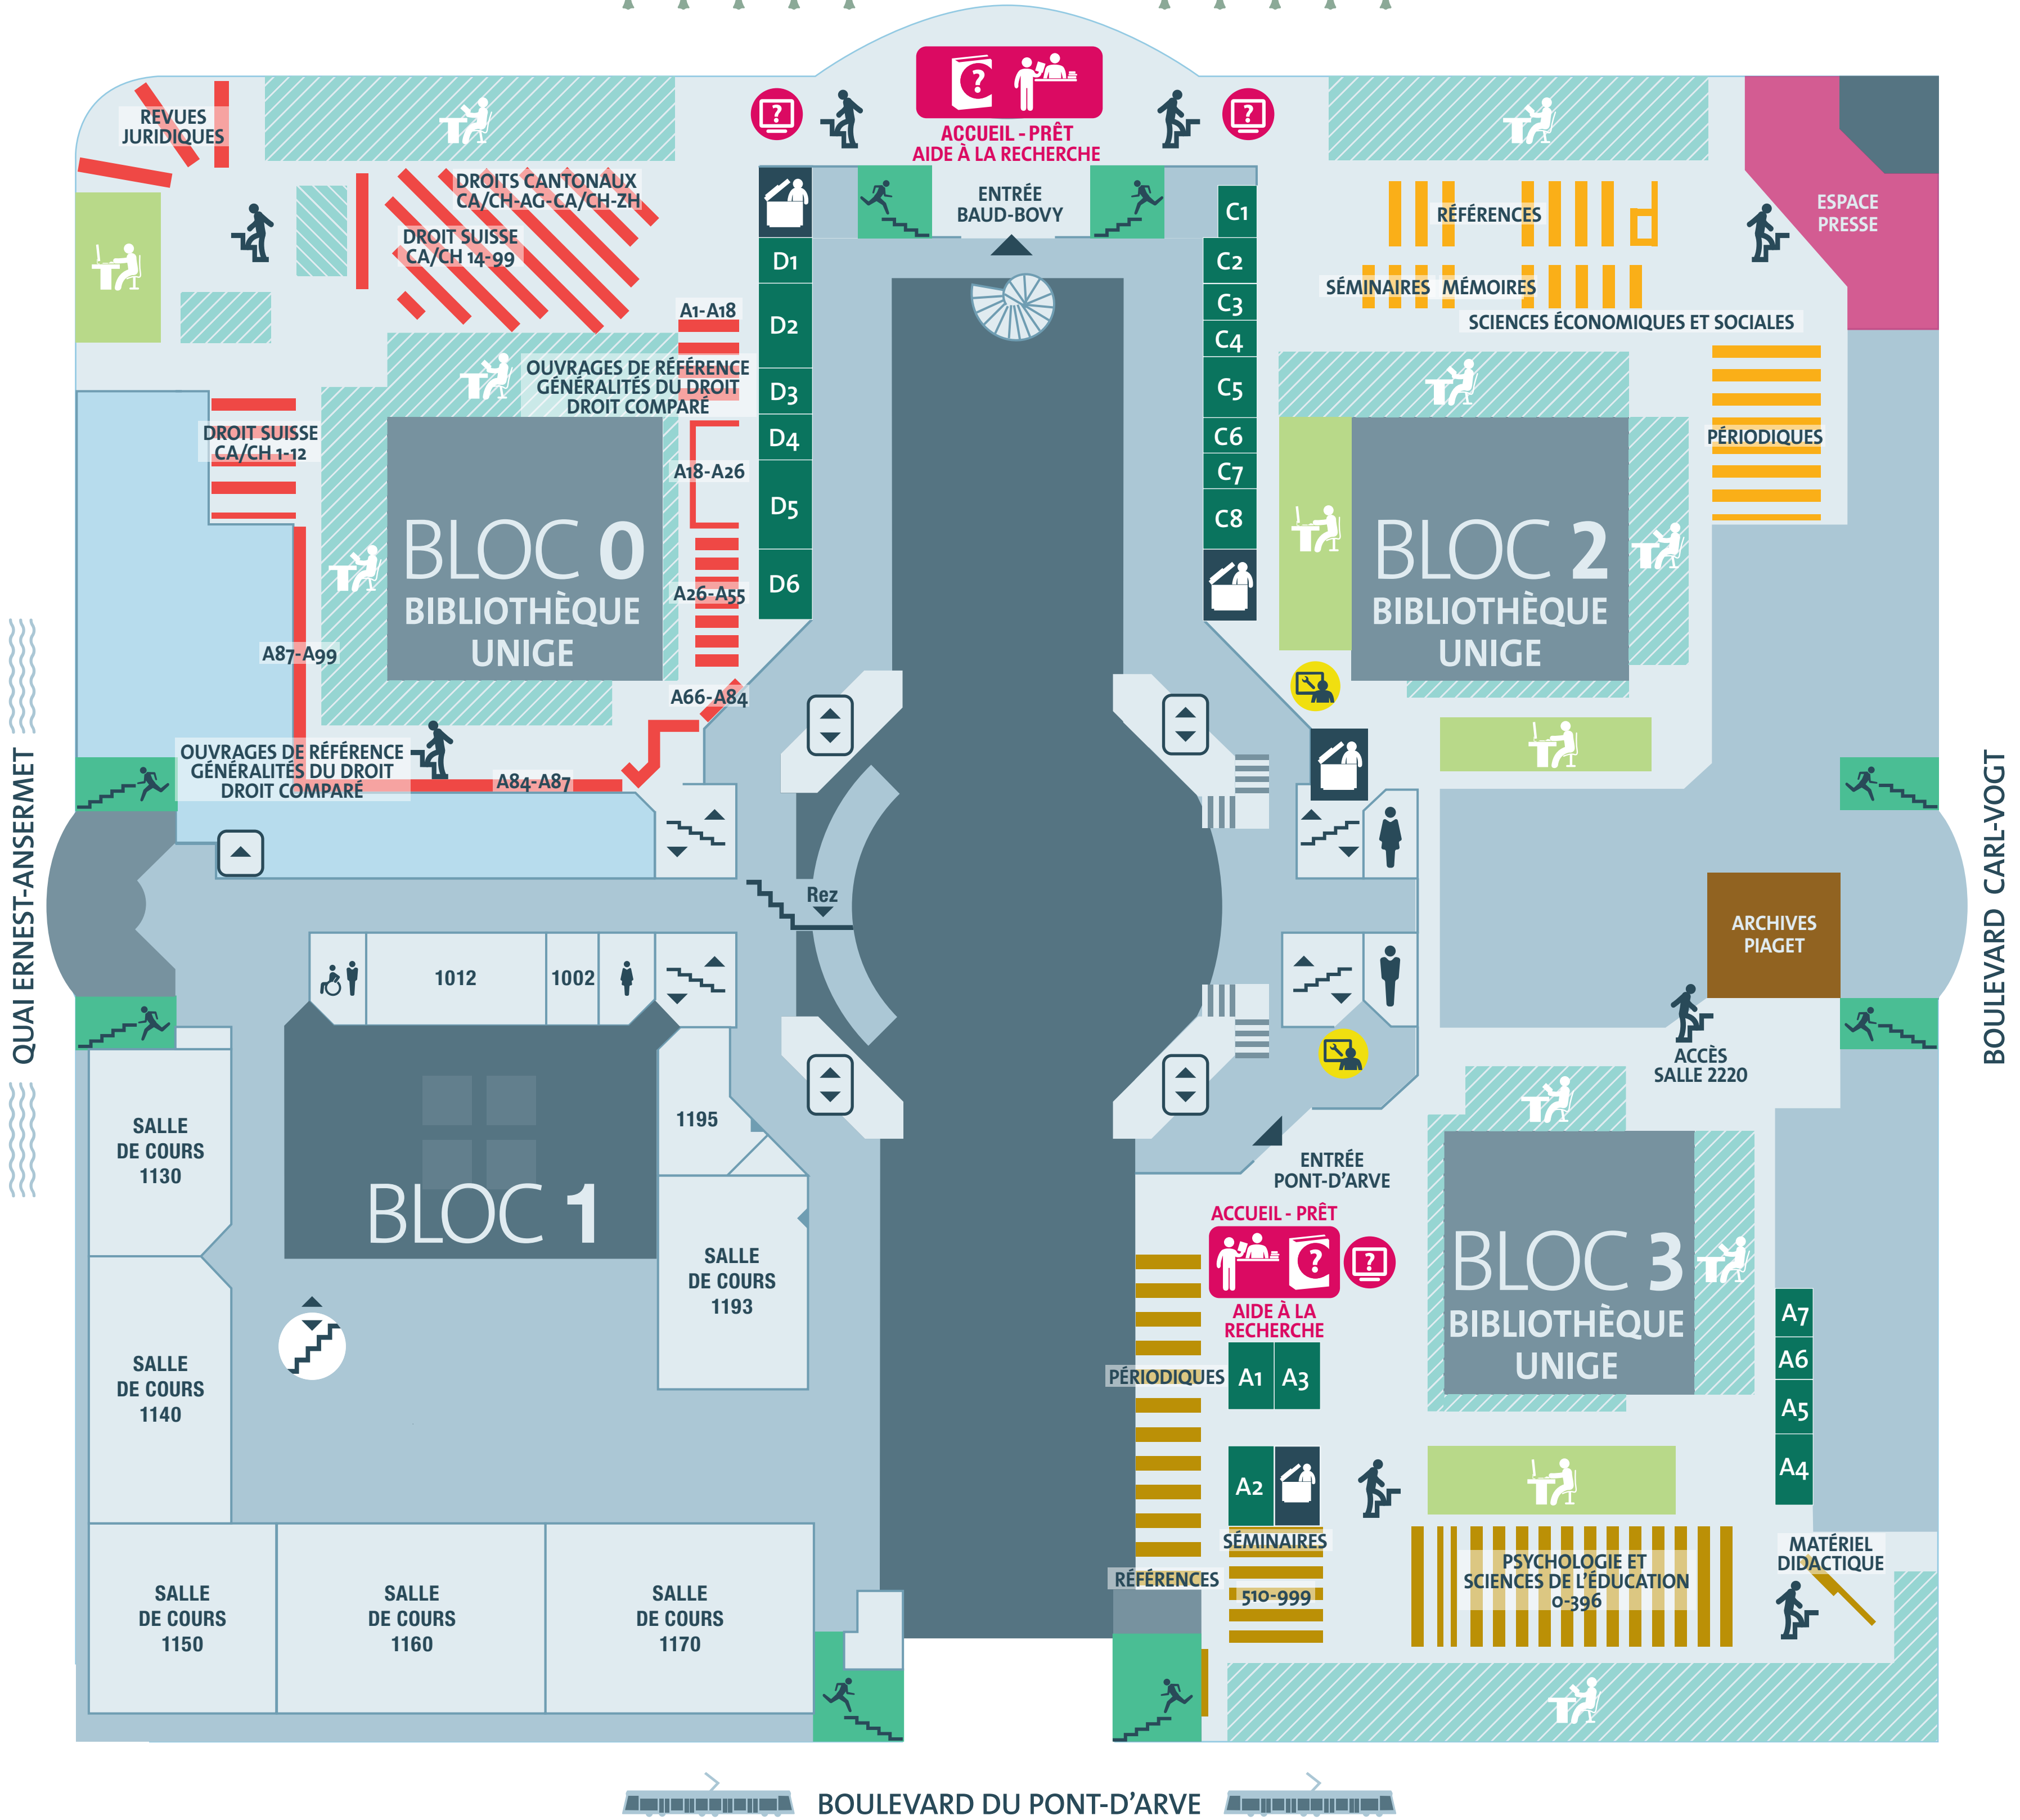 REVUES
JURIDIQUES
?
?
ACCUEIL - PRÊT
AIDE À LA RECHERCHE
?
ENTRÉE
BAUD-BOVY
DROITS CANTONAUX
CA/CH-AG-CA/CH-ZH
DROIT SUISSE
CA/CH 14-99
A1-A18
OUVRAGES DE RÉFÉRENCE
GÉNÉRALITÉS DU DROIT
DROIT COMPARÉ
DROIT SUISSE
CA/CH 1-12
A18-A26
A26-A55
A87-A99
A66-A84
OUVRAGES DE RÉFÉRENCE
GÉNÉRALITÉS DU DROIT
DROIT COMPARÉ
A84-A87
BLOC 0
BIBLIOTHÈQUE
UNIGE
D1
D2
D3
D4
D5
D6
C1
C2
C3
C4
C5
C6
C7
C8
RÉFÉRENCES
SÉMINAIRES
MÉMOIRES
SCIENCES ÉCONOMIQUES ET SOCIALES
PÉRIODIQUES
ESPACE
PRESSE
BLOC 2
BIBLIOTHÈQUE
UNIGE
QUAI ERNEST-ANSERMET
BOULEVARD CARL-VOGT
Rez
1012
1002
ARCHIVES
PIAGET
ACCÈS
SALLE 2220
SALLE
DE COURS
1130
1195
BLOC 1
SALLE
DE COURS
1193
SALLE
DE COURS
1140
SALLE
DE COURS
1150
SALLE
DE COURS
1160
SALLE
DE COURS
1170
ENTRÉE
PONT-D'ARVE
ACCUEIL - PRÊT
?
?
AIDE À LA
RECHERCHE
PÉRIODIQUES
A1
A3
A2
SÉMINAIRES
RÉFÉRENCES
510-999
BLOC 3
BIBLIOTHÈQUE
UNIGE
A7
A6
A5
A4
PSYCHOLOGIE ET
SCIENCES DE L'ÉDUCATION
0-396
MATÉRIEL
DIDACTIQUE
BOULEVARD DU PONT-D'ARVE